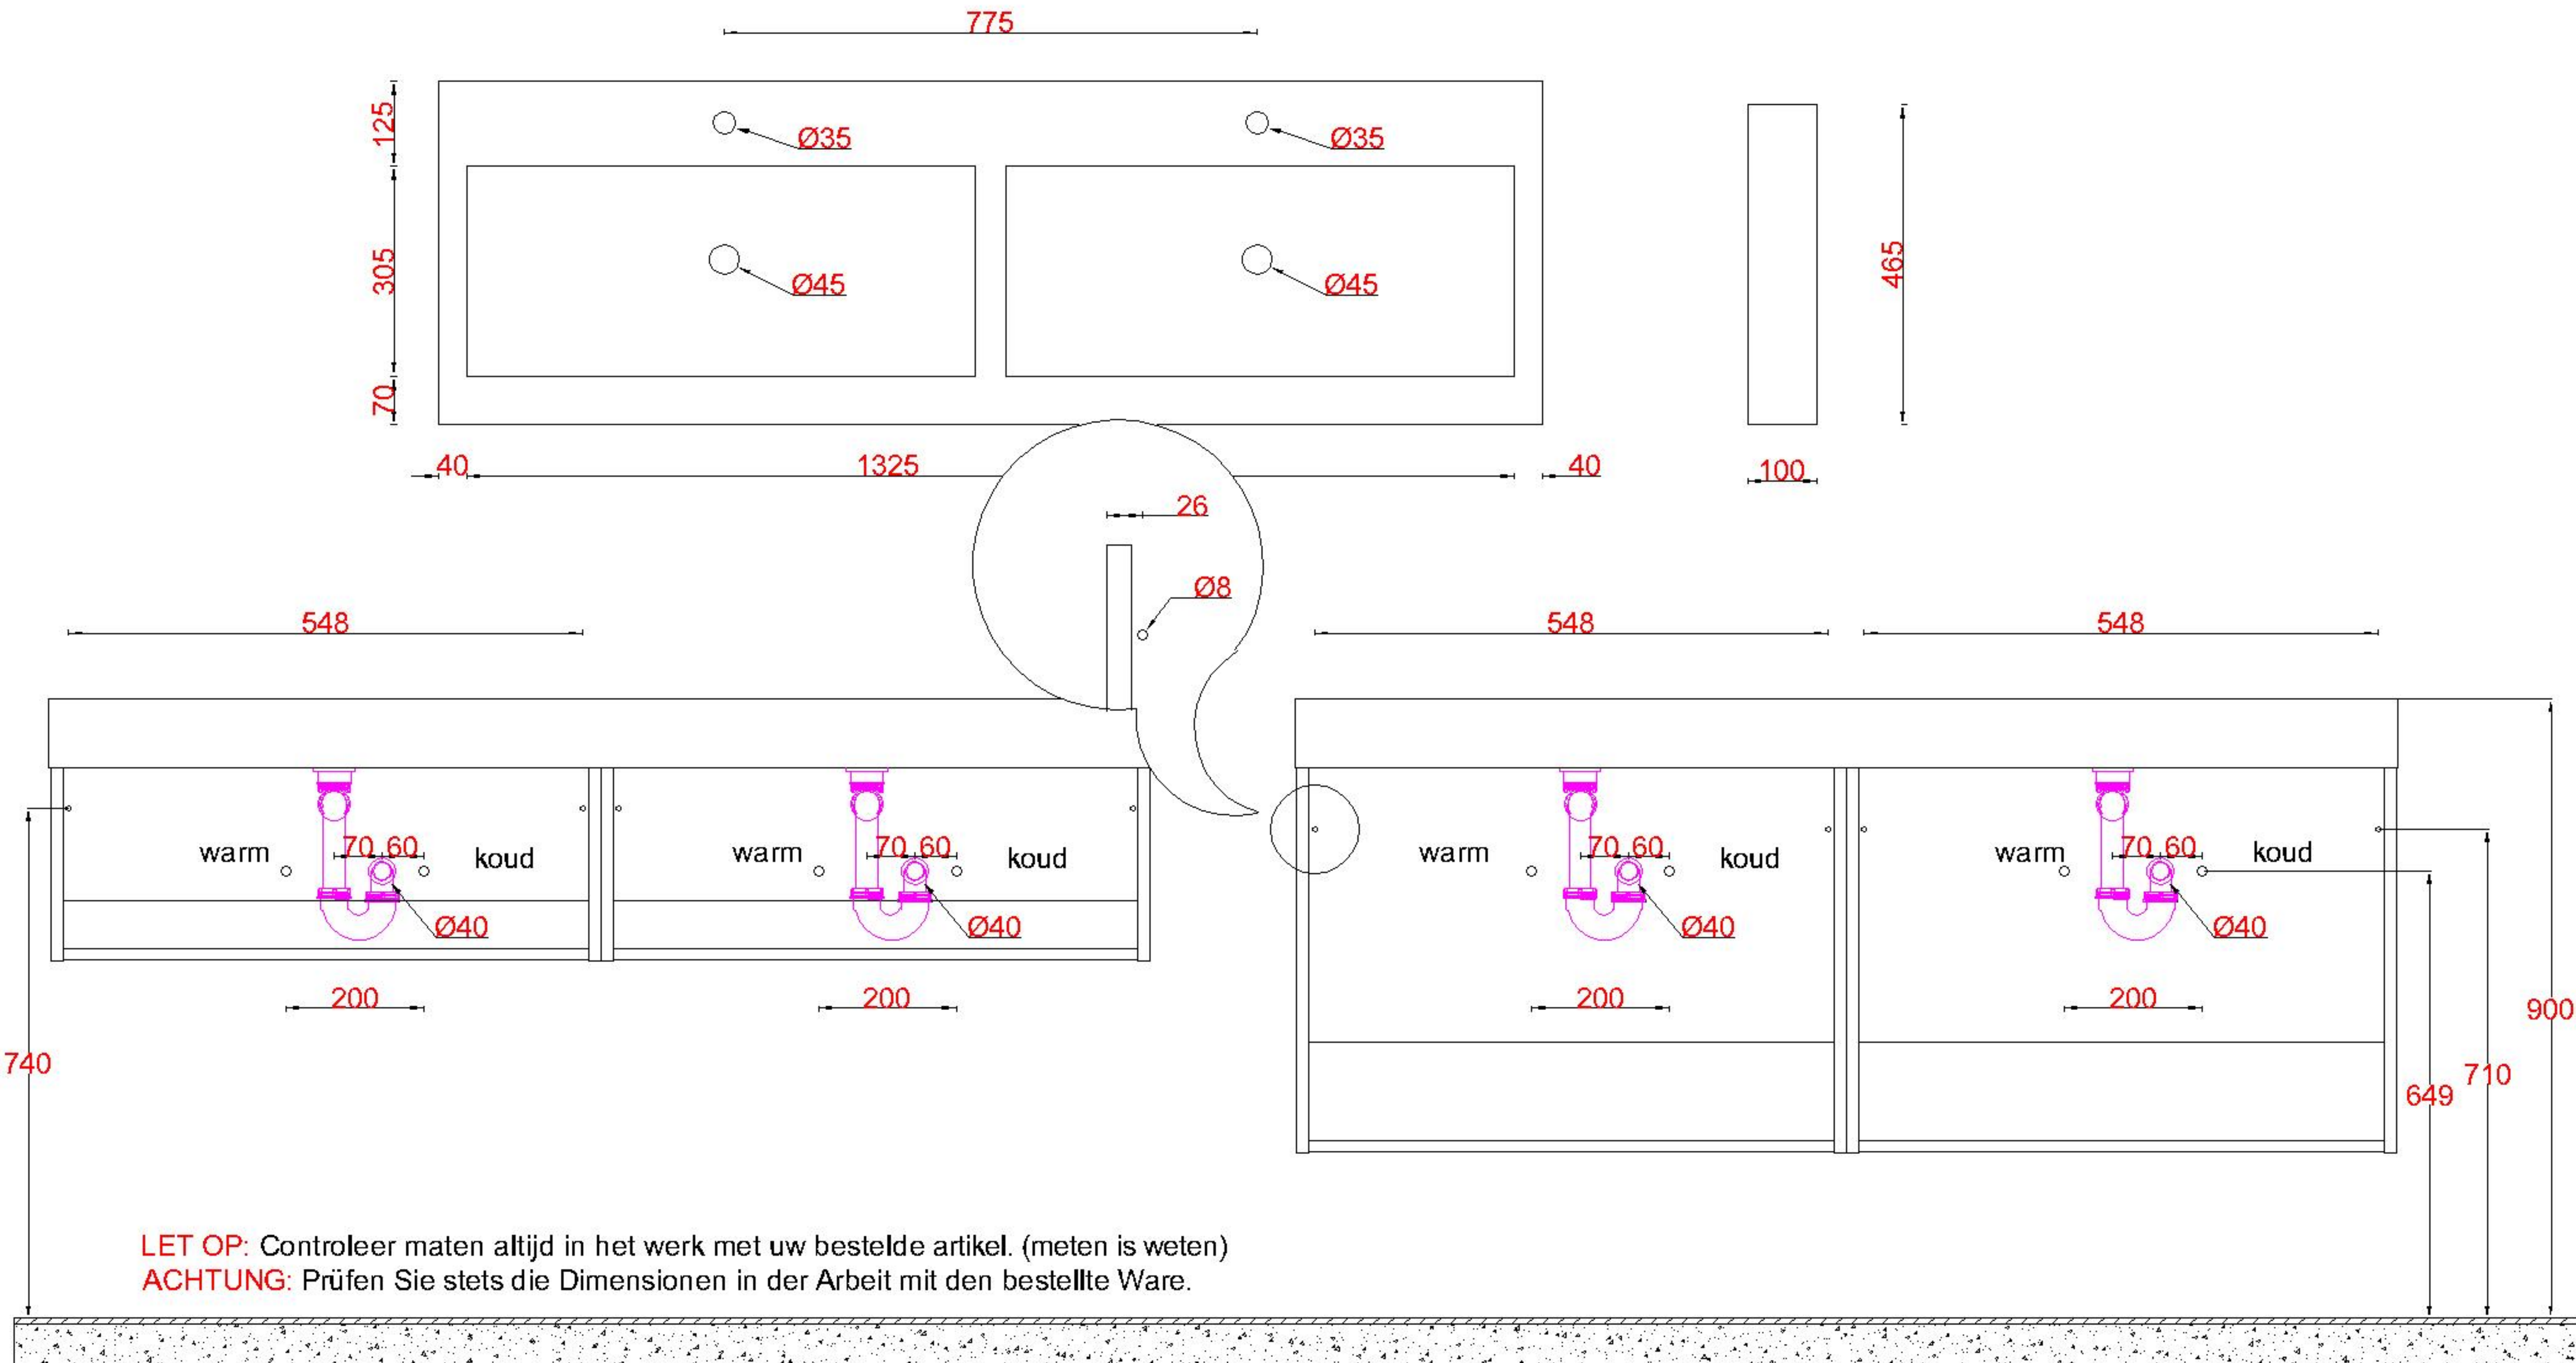 775
125
Ø35
Ø35
305
465
Ø45
Ø45
70
40
1325
40
100
26
Ø8
548
548
548
warm
70
60
koud
warm
70
60
koud
warm
70
60
koud
warm
70
60
koud
Ø40
Ø40
Ø40
Ø40
200
200
200
200
900
740
710
649
LET OP: Controleer maten altijd in het werk met uw bestelde artikel. (meten is weten)
ACHTUNG: Prüfen Sie stets die Dimensionen in der Arbeit mit den bestellte Ware.